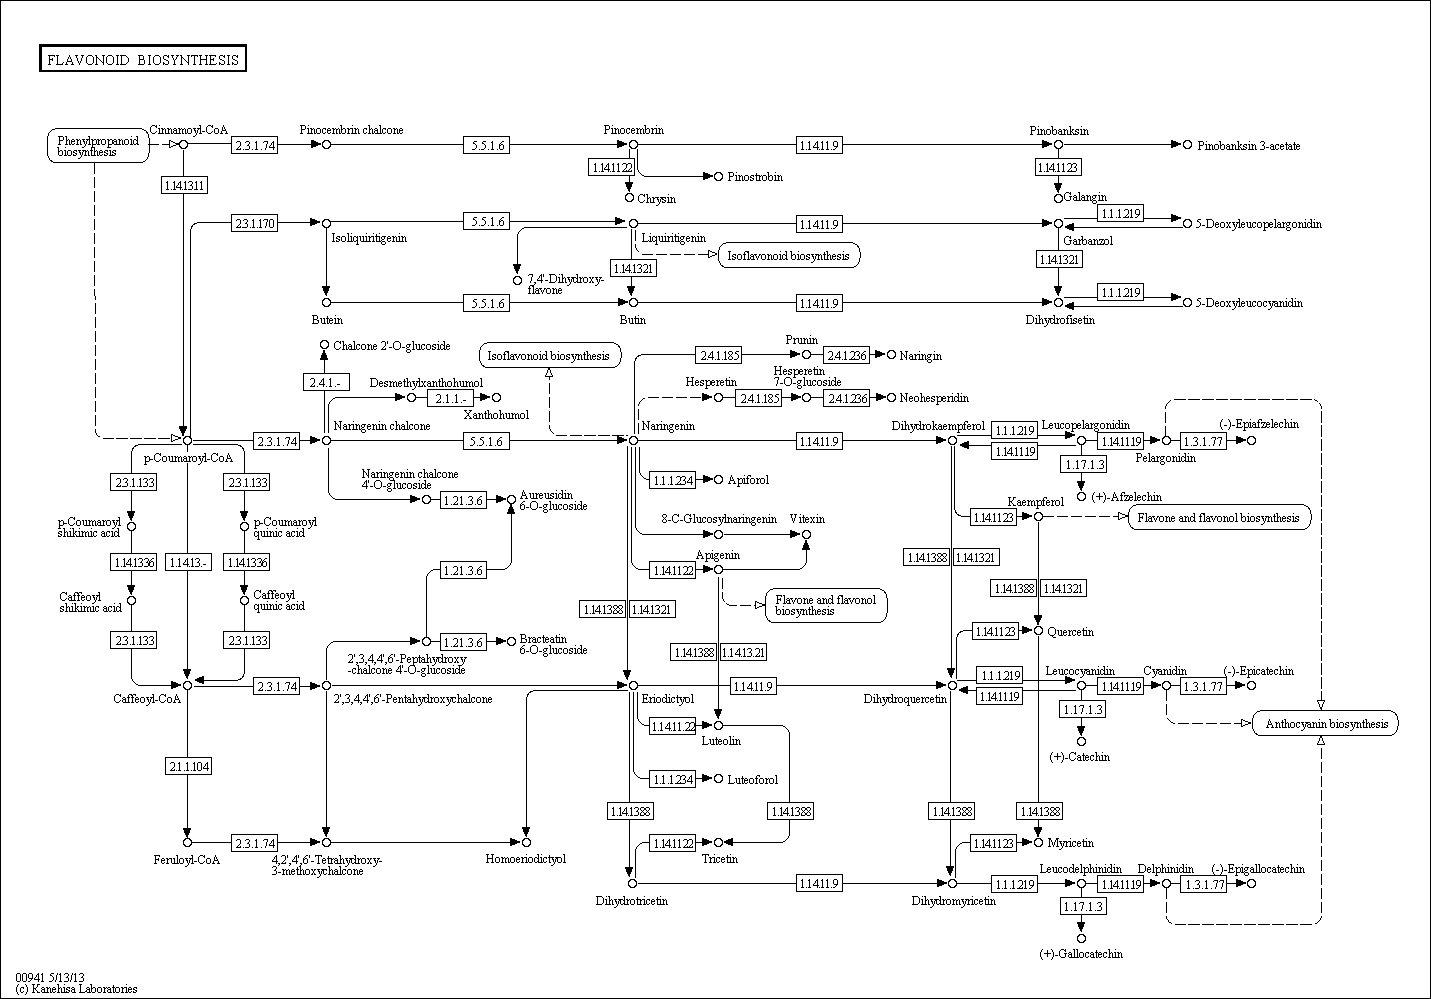 FLAVONOID BIOSYNTHESIS
Phenylpropanoid
biosynthesis
Cinnamoyl-CoA
2.3.1.74
Pinocembrin chalcone
5.5.1.6
Pinocembrin
1.14.11.9
Pinobanksin
Pinobanksin 3-acetate
1.14.13.11
1.14.11.22
Pinostrobin
Chrysin
1.14.11.23
Galangin
2.3.1.170
Isoliquiritigenin
5.5.1.6
Liquiritigenin
1.14.11.9
Garbanzol
1.1.1.219
5-Deoxyleucopelargonidin
Isoflavonoid biosynthesis
7,4'-Dihydroxy-
flavone
1.14.13.21
1.14.13.21
Butein
5.5.1.6
Butin
1.14.11.9
Dihydrofisetin
1.1.1.219
5-Deoxyleucocyanidin
Chalcone 2'-O-glucoside
2.4.1.-
Isoflavonoid biosynthesis
2.4.1.185
Prunin
2.4.1.236
Naringin
Desmethylxanthohumol
2.1.1.-
Xanthohumol
Hesperetin
2.4.1.185
Hesperetin
7-O-glucoside
2.4.1.236
Neohesperidin
p-Coumaroyl-CoA
2.3.1.74
Naringenin chalcone
5.5.1.6
Naringenin
1.14.11.9
Dihydrokaempferol
1.1.1.219
1.14.11.19
Leucopelargonidin
1.14.11.19
Pelargonidin
1.3.1.77
(-)-Epiafzelechin
1.17.1.3
(+)-Afzelechin
2.3.1.133
2.3.1.133
Naringenin chalcone
4'-O-glucoside
1.21.3.6
Aureusidin
6-O-glucoside
1.1.1.234
Apiforol
p-Coumaroyl
shikimic acid
p-Coumaroyl
quinic acid
8-C-Glucosylnaringenin
Vitexin
1.14.11.23
Kaempferol
Flavone and flavonol biosynthesis
1.14.13.36
1.14.13.-
1.14.13.36
1.21.3.6
1.14.11.22
Apigenin
1.14.13.88
1.14.13.21
1.14.13.88
1.14.13.21
Caffeoyl
shikimic acid
Caffeoyl
quinic acid
1.14.13.88
1.14.13.21
Flavone and flavonol
biosynthesis
2.3.1.133
2.3.1.133
1.21.3.6
Bracteatin
6-O-glucoside
2',3,4,4',6'-Peptahydroxy
-chalcone 4'-O-glucoside
1.14.13.88
1.14.13.21
1.14.11.23
Quercetin
Caffeoyl-CoA
2.3.1.74
2',3,4,4',6'-Pentahydroxychalcone
Eriodictyol
1.14.11.9
Dihydroquercetin
1.1.1.219
1.14.11.19
Leucocyanidin
1.14.11.19
Cyanidin
1.3.1.77
(-)-Epicatechin
1.17.1.3
(+)-Catechin
Anthocyanin biosynthesis
1.14.11.22
Luteolin
2.1.1.104
1.1.1.234
Luteoforol
1.14.13.88
1.14.13.88
1.14.13.88
1.14.13.88
Feruloyl-CoA
2.3.1.74
4,2',4',6'-Tetrahydroxy-
3-methoxychalcone
Homoeriodictyol
1.14.11.22
Tricetin
1.14.11.23
Myricetin
Dihydrotricetin
1.14.11.9
Dihydromyricetin
1.1.1.219
Leucodelphinidin
1.14.11.19
Delphinidin
1.3.1.77
(-)-Epigallocatechin
1.17.1.3
(+)-Gallocatechin
00941 5/13/13
(c) Kanehisa Laboratories